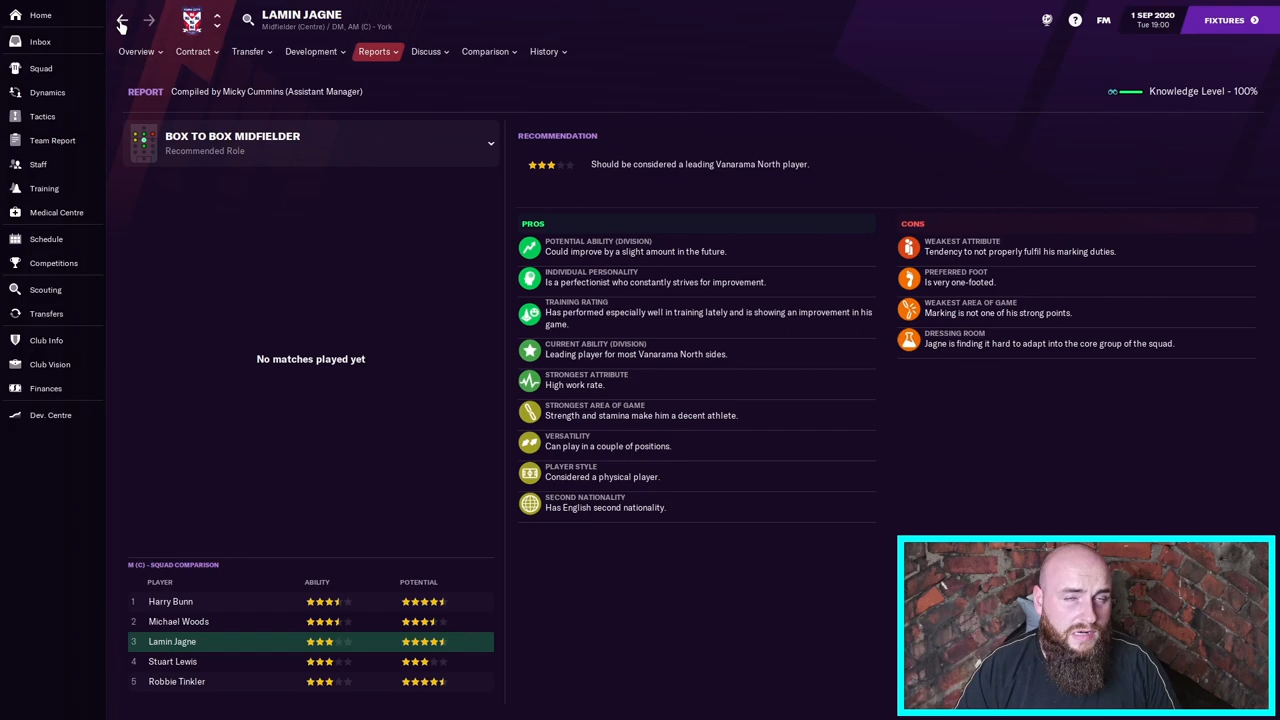 Home
Inbox
Squad
Dynamics
Tactics
Team Report
Staff
Training
Medical Centre
Schedule
Competitions
Scouting
Transfers
Club Info
Club Vision
Finances
Dev. Centre
LAMIN JAGNE
Midfielder (Centre) / DM, AM (C) - York
?
FM
1 SEP 2020
Tue 19:00
FIXTURES
Overview
Contract
Transfer
Development
Reports
Discuss
Comparison
History
REPORT Compiled by Micky Cummins (Assistant Manager)
Knowledge Level - 100%
BOX TO BOX MIDFIELDER
Recommended Role
No matches played yet
M (C) - SQUAD COMPARISON
PLAYER ABILITY POTENTIAL
1 Harry Bunn
2 Michael Woods
3 Lamin Jagne
4 Stuart Lewis
5 Robbie Tinkler
RECOMMENDATION
Should be considered a leading Vanarama North player.
PROS
POTENTIAL ABILITY (DIVISION)
Could improve by a slight amount in the future.
INDIVIDUAL PERSONALITY
Is a perfectionist who constantly strives for improvement.
TRAINING RATING
Has performed especially well in training lately and is showing an improvement in his
game.
CURRENT ABILITY (DIVISION)
Leading player for most Vanarama North sides.
STRONGEST ATTRIBUTE
High work rate.
STRONGEST AREA OF GAME
Strength and stamina make him a decent athlete.
VERSATILITY
Can play in a couple of positions.
PLAYER STYLE
Considered a physical player.
SECOND NATIONALITY
Has English second nationality.
CONS
WEAKEST ATTRIBUTE
Tendency to not properly fulfil his marking duties.
PREFERRED FOOT
Is very one-footed.
WEAKEST AREA OF GAME
Marking is not one of his strong points.
DRESSING ROOM
Jagne is finding it hard to adapt into the core group of the squad.